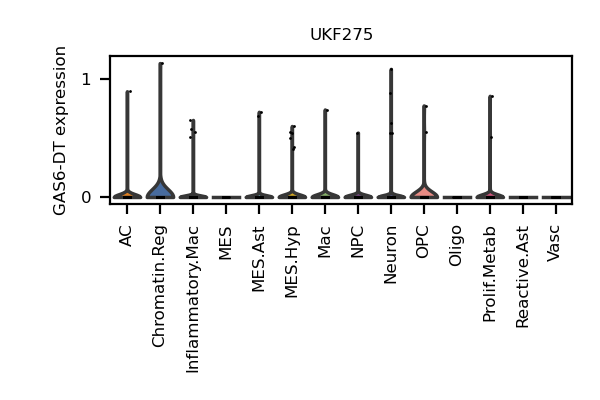 UKF275
GAS6-DT expression
1
0
AC
Chromatin.Reg
Inflammatory.Mac
MES
MES.Ast
MES.Hyp
Mac
NPC
Neuron
OPC
Oligo
Prolif.Metab
Reactive.Ast
Vasc